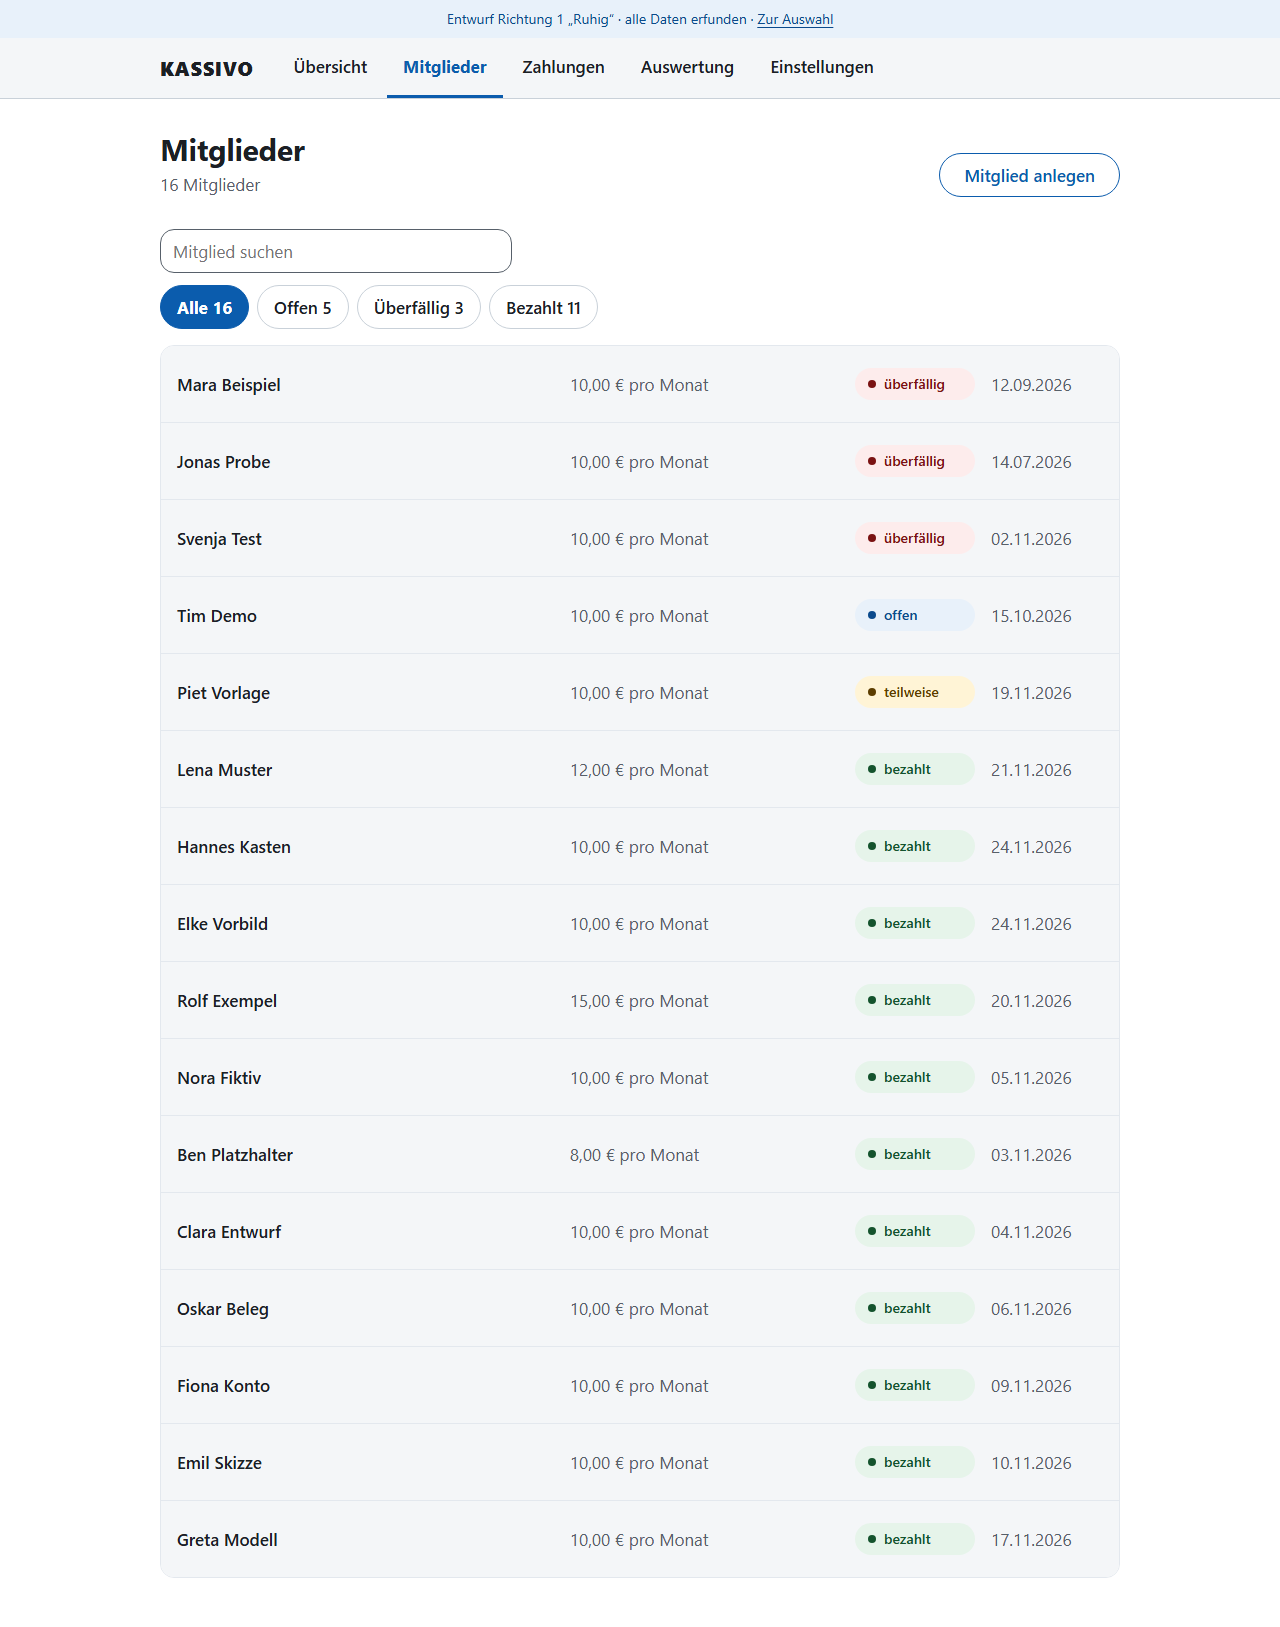 Entwurf Richtung 1 „Ruhig“ · alle Daten erfunden · Zur Auswahl
KASSIVO Übersicht Mitglieder Zahlungen Auswertung Einstellungen
Mitglieder
16 Mitglieder
Mitglied anlegen
Mitglied suchen
Alle 16 Offen 5 Überfällig 3 Bezahlt 11
Mara Beispiel 10,00 € pro Monat überfällig 12.09.2026
Jonas Probe 10,00 € pro Monat überfällig 14.07.2026
Svenja Test 10,00 € pro Monat überfällig 02.11.2026
Tim Demo 10,00 € pro Monat offen 15.10.2026
Piet Vorlage 10,00 € pro Monat teilweise 19.11.2026
Lena Muster 12,00 € pro Monat bezahlt 21.11.2026
Hannes Kasten 10,00 € pro Monat bezahlt 24.11.2026
Elke Vorbild 10,00 € pro Monat bezahlt 24.11.2026
Rolf Exempel 15,00 € pro Monat bezahlt 20.11.2026
Nora Fiktiv 10,00 € pro Monat bezahlt 05.11.2026
Ben Platzhalter 8,00 € pro Monat bezahlt 03.11.2026
Clara Entwurf 10,00 € pro Monat bezahlt 04.11.2026
Oskar Beleg 10,00 € pro Monat bezahlt 06.11.2026
Fiona Konto 10,00 € pro Monat bezahlt 09.11.2026
Emil Skizze 10,00 € pro Monat bezahlt 10.11.2026
Greta Modell 10,00 € pro Monat bezahlt 17.11.2026